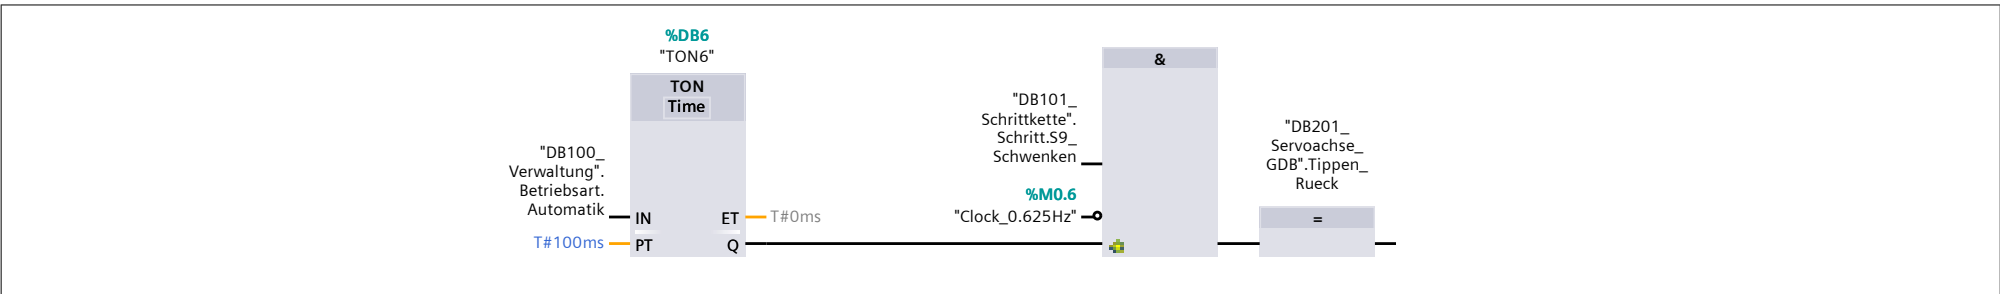 %DB6
"TON6"
TON
Time
"DB100_
Verwaltung".
Betriebsart.
Automatik
IN
ET
T#0ms
T#100ms
PT
Q
&
"DB101_
Schrittkette".
Schritt.S9_
Schwenken
%M0.6
"Clock_0.625Hz"
"DB201_
Servoachse_
GDB".Tippen_
Rueck
=